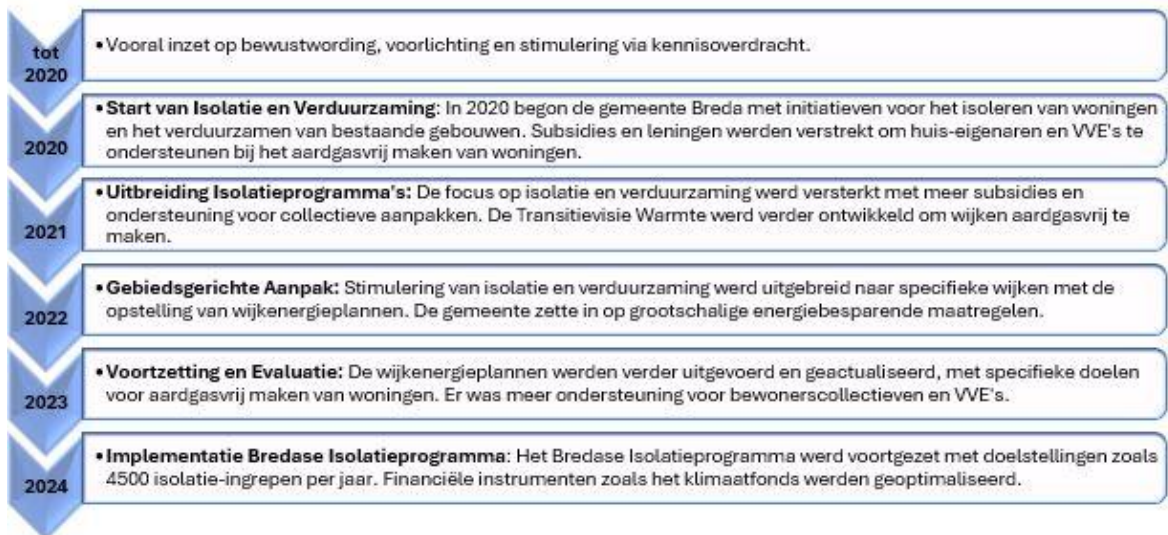 tot
2020
• Vooral inzet op bewustwording, voorlichting en stimulering via kennisoverdracht.
2020
• Start van Isolatie en Verduurzaming: In 2020 begon de gemeente Breda met initiatieven voor het isoleren van woningen
en het verduurzamen van bestaande gebouwen. Subsidies en leningen werden verstrekt om huis-eigenaren en VVE's te
ondersteunen bij het aardgasvrij maken van woningen.
2021
• Uitbreiding Isolatieprogramma's: De focus op isolatie en verduurzaming werd versterkt met meer subsidies en
ondersteuning voor collectieve aanpakken. De Transitievisie Warmte werd verder ontwikkeld om wijken aardgasvrij te
maken.
2022
• Gebiedsgerichte Aanpak: Stimulering van isolatie en verduurzaming werd uitgebreid naar specifieke wijken met de
opstelling van wijkenergieplannen. De gemeente zette in op grootschalige energiebesparende maatregelen.
2023
• Voortzetting en Evaluatie: De wijkenergieplannen werden verder uitgevoerd en geactualiseerd, met specifieke doelen
voor aardgasvrij maken van woningen. Er was meer ondersteuning voor bewonerscollectieven en VVE's.
2024
• Implementatie Bredase Isolatieprogramma: Het Bredase Isolatieprogramma werd voortgezet met doelstellingen zoals
4500 isolatie-ingrepen per jaar. Financiële instrumenten zoals het klimaatfonds werden geoptimaliseerd.